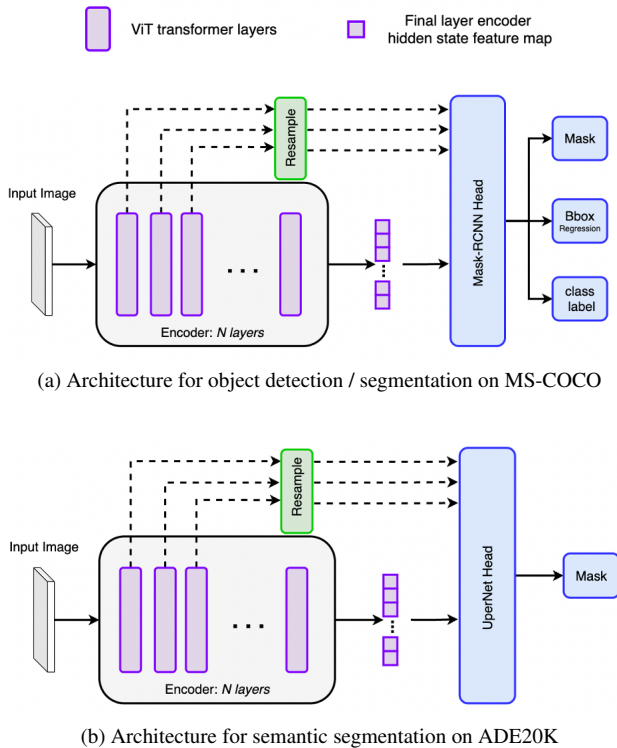 ViT transformer layers
Final layer encoder
hidden state feature map
Resample
Input Image
Mask-RCNN Head
Mask
Bbox
Regression
class
label
...
Encoder: N layers
(a) Architecture for object detection / segmentation on MS-COCO
Resample
Input Image
UperNet Head
Mask
...
Encoder: N layers
(b) Architecture for semantic segmentation on ADE20K